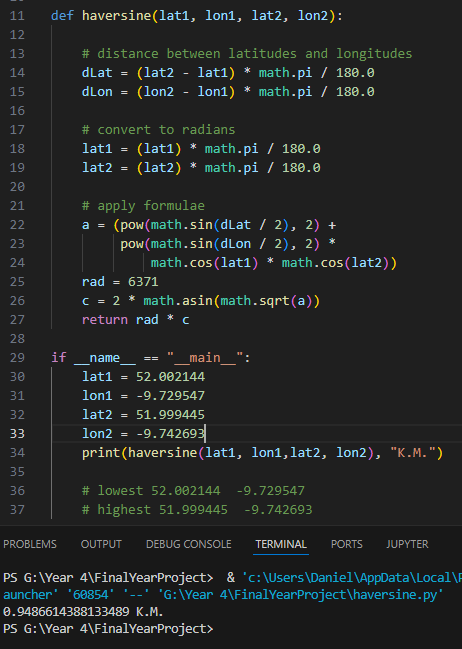 11 def haversine(lat1, lon1, lat2, lon2):
12
13     # distance between latitudes and longitudes
14     dLat = (lat2 - lat1) * math.pi / 180.0
15     dLon = (lon2 - lon1) * math.pi / 180.0
16
17     # convert to radians
18     lat1 = (lat1) * math.pi / 180.0
19     lat2 = (lat2) * math.pi / 180.0
20
21     # apply formulae
22     a = (pow(math.sin(dLat / 2), 2) +
23          pow(math.sin(dLon / 2), 2) *
24              math.cos(lat1) * math.cos(lat2))
25     rad = 6371
26     c = 2 * math.asin(math.sqrt(a))
27     return rad * c
28
29 if __name__ == "__main__":
30     lat1 = 52.002144
31     lon1 = -9.729547
32     lat2 = 51.999445
33     lon2 = -9.742693
34     print(haversine(lat1, lon1,lat2, lon2), "K.M.")
35
36     # lowest 52.002144  -9.729547
37     # highest 51.999445  -9.742693
PROBLEMS OUTPUT DEBUG CONSOLE TERMINAL PORTS JUPYTER
PS G:\Year 4\FinalYearProject>  & 'c:\Users\Daniel\AppData\Local\
auncher' '60854' '--' 'G:\Year 4\FinalYearProject\haversine.py'
0.9486614388133489 K.M.
PS G:\Year 4\FinalYearProject>